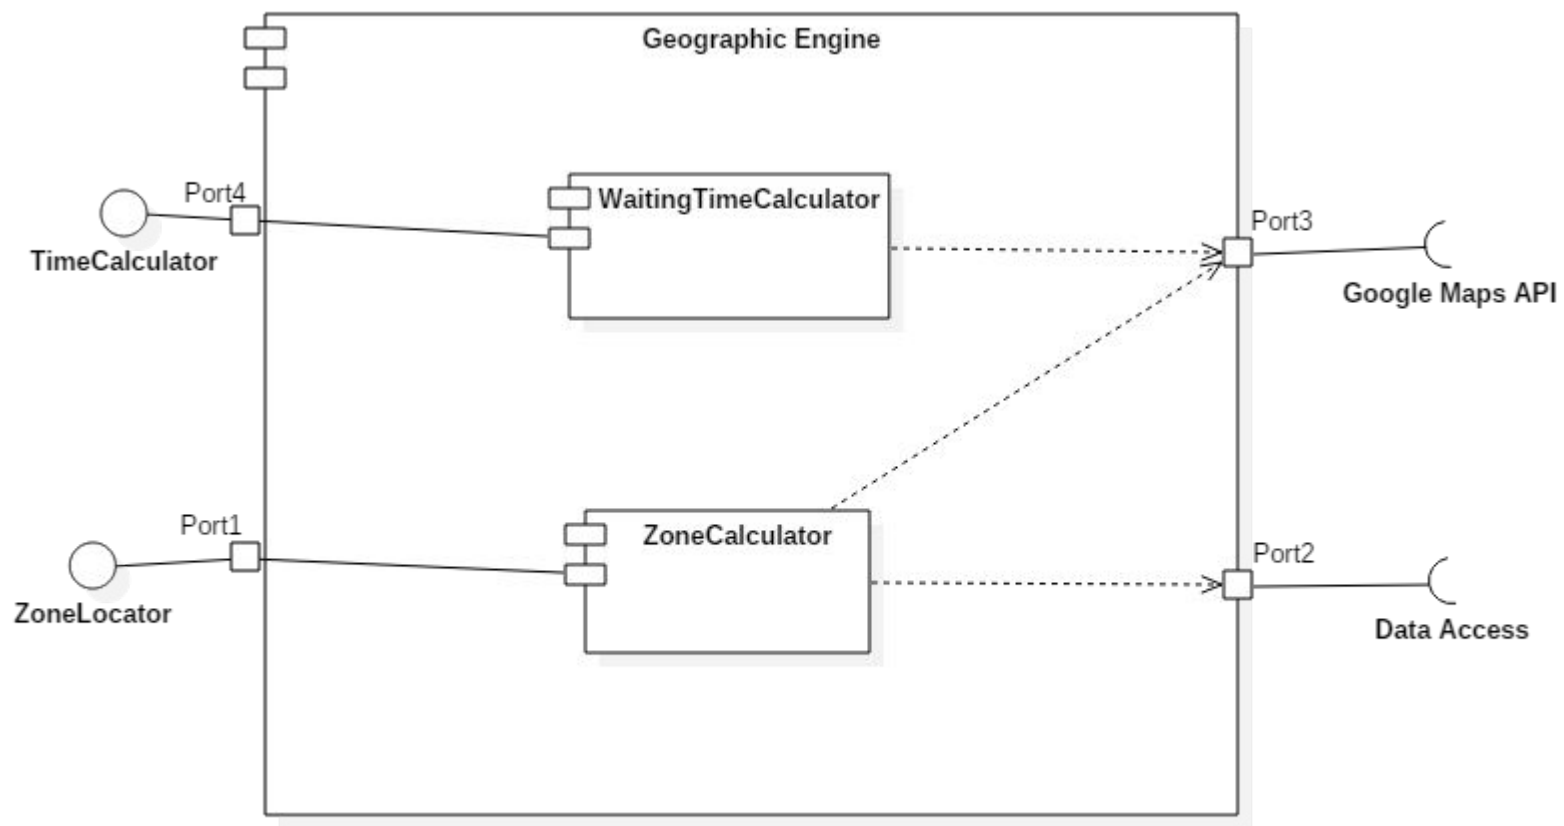 Geographic Engine
Port4
WaitingTimeCalculator
Port3
TimeCalculator
Google Maps API
Port1
ZoneCalculator
Port2
ZoneLocator
Data Access